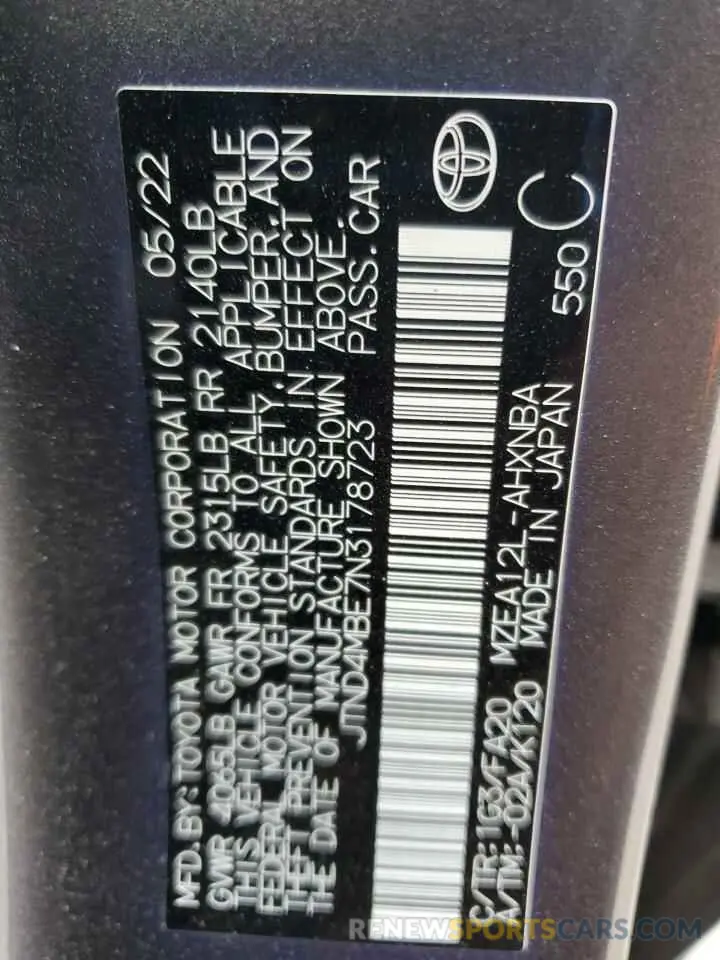 MFD.BY:TOYOTA MOTOR CORPORATION 05/22
GVWR 4065LB GAWR FR 2315LB RR 2140LB
THIS VEHICLE CONFORMS TO ALL APPLICABLE
FEDERAL MOTOR VEHICLE SAFETY,BUMPER,AND
THEFT PREVENTION STANDARDS IN EFFECT ON
THE DATE OF MANUFACTURE SHOWN ABOVE.
JTND4MBE7N3178723 PASS.CAR
C/TR:1G3/FA20 MZEA12L-AHXNBA
A/TM:-02A/K120 MADE IN JAPAN 550 C
RENEWSPORTSCARS.COM